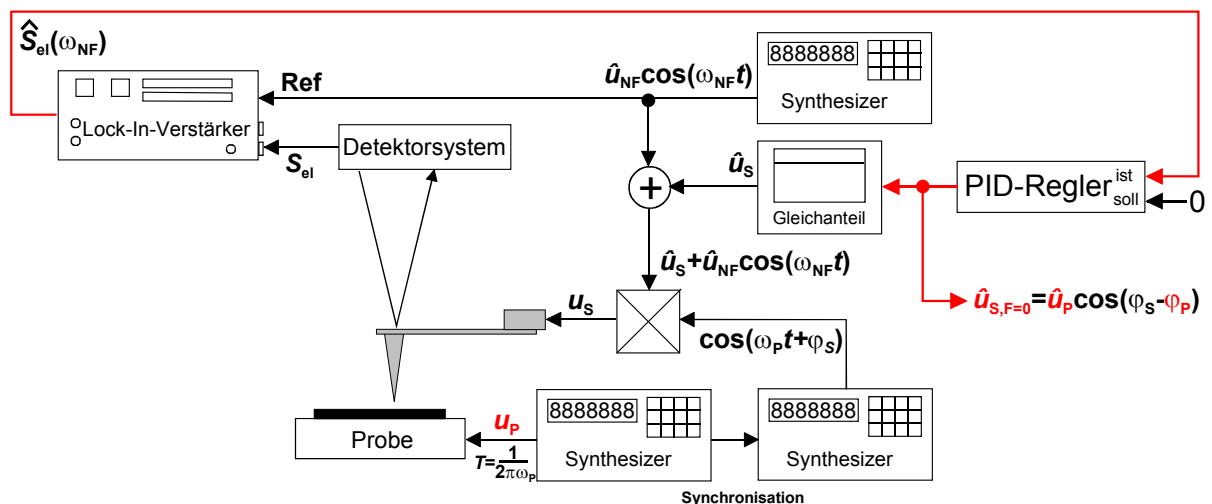 Ŝel(ωNF)
Ref
ûNFcos(ωNFt)
8888888
Synthesizer
Lock-In-Verstärker
Sel
Detektorsystem
+
ûS
Gleichanteil
PID-Regler ist
soll
0
ûS+ûNFcos(ωNFt)
ûS,F=0=ûPcos(φS-φP)
uS
cos(ωPt+φS)
Probe
uP
T=1/2πωP
8888888
Synthesizer
8888888
Synthesizer
Synchronisation